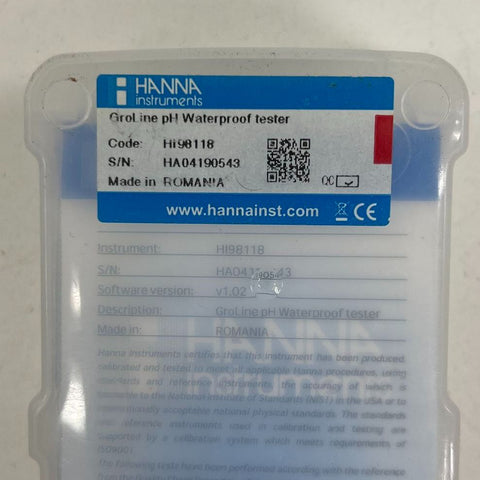 HANNA
instruments
GroLine pH Waterproof tester
Code: HI98118
S/N: HA04190543
Made in ROMANIA
QC
www.hannainst.com CE
Instrument: HI98118
S/N:
Software version: v1.02
Description: GroLine pH Waterproof tester
Made in: ROMANIA
HANNA
Hanna Instruments certifies that this instrument has been produced,
calibrated and tested to meet all applicable Hanna procedures, using
standards and reference instruments, the accuracy of which is
traceable to the National Institute of Standards (NIST) in the USA or to
internationally acceptable national physical standards. The standards
and reference instruments used in calibration and testing are
supported by a calibration system which meets requirements of
ISO9001.
The following tests have been performed according with the reference